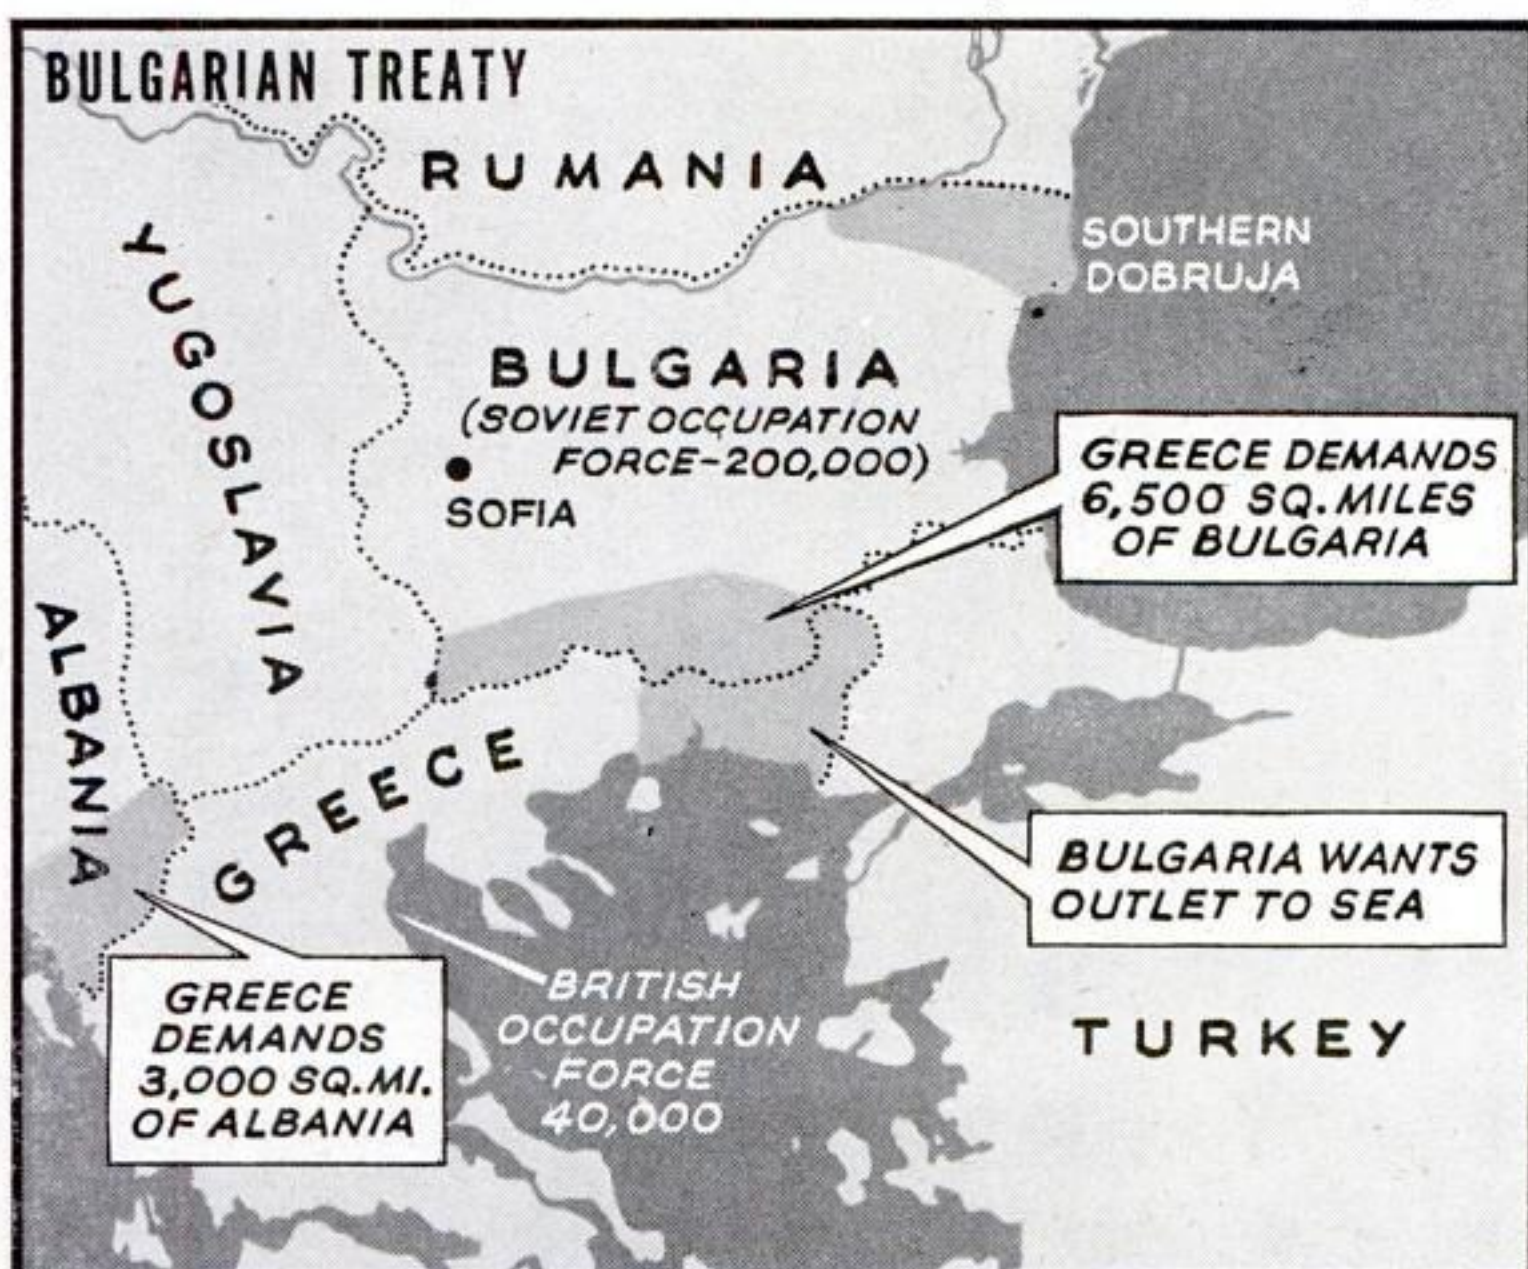 BULGARIAN TREATY
RUMANIA
YUGOSLAVIA
SOUTHERN
DOBRUJA
BULGARIA
(SOVIET OCCUPATION
FORCE-200,000)
SOFIA
GREECE DEMANDS
6,500 SQ. MILES
OF BULGARIA
ALBANIA
GREECE
BULGARIA WANTS
OUTLET TO SEA
GREECE
DEMANDS
3,000 SQ. MI.
OF ALBANIA
BRITISH
OCCUPATION
FORCE
40,000
TURKEY